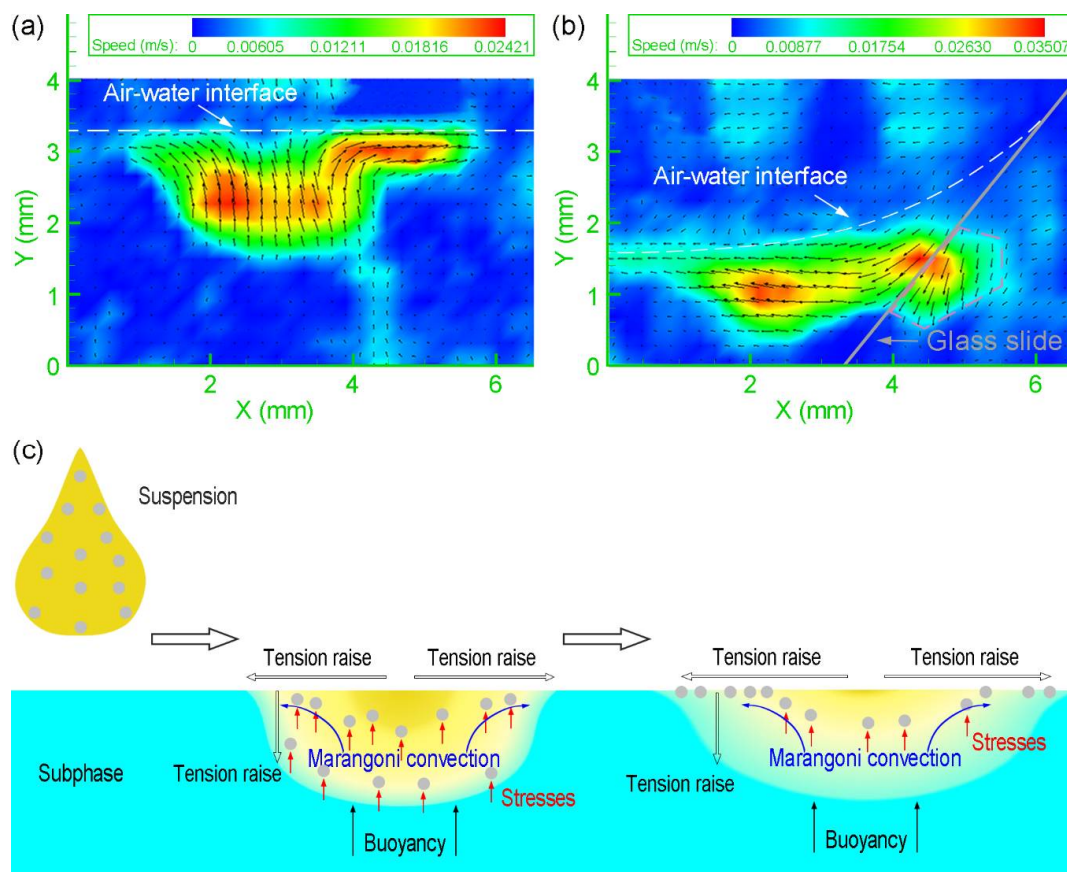 (a)
Speed (m/s): 0 0.00605 0.01211 0.01816 0.02421
Air-water interface
4
3
2
1
0
Y (mm)
2 4 6
X (mm)
(b)
Speed (m/s): 0 0.00877 0.01754 0.02630 0.03507
Air-water interface
Glass slide
4
3
2
1
0
Y (mm)
2 4 6
X (mm)
(c)
Suspension
Tension raise Tension raise
Marangoni convection
Subphase
Tension raise
Stresses
Buoyancy
Tension raise Tension raise
Stresses
Marangoni convection
Tension raise
Buoyancy